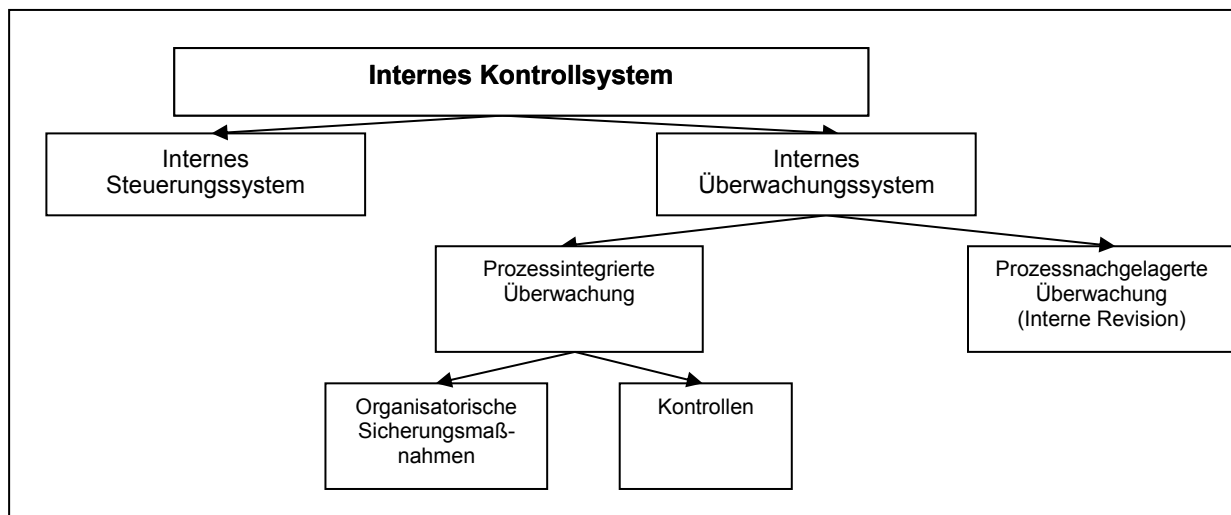 Internes Kontrollsystem
Internes
Steuerungssystem
Internes
Überwachungssystem
Prozessintegrierte
Überwachung
Prozessnachgelagerte
Überwachung
(Interne Revision)
Organisatorische
Sicherungsmaß-
nahmen
Kontrollen